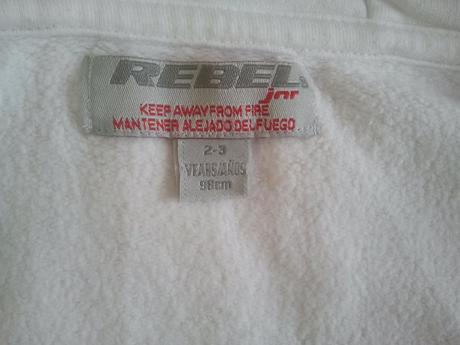 REBEL
jnr
KEEP AWAY FROM FIRE
MANTENER ALEJADO DEL FUEGO
2-3
YEARS/AÑOS
98cm